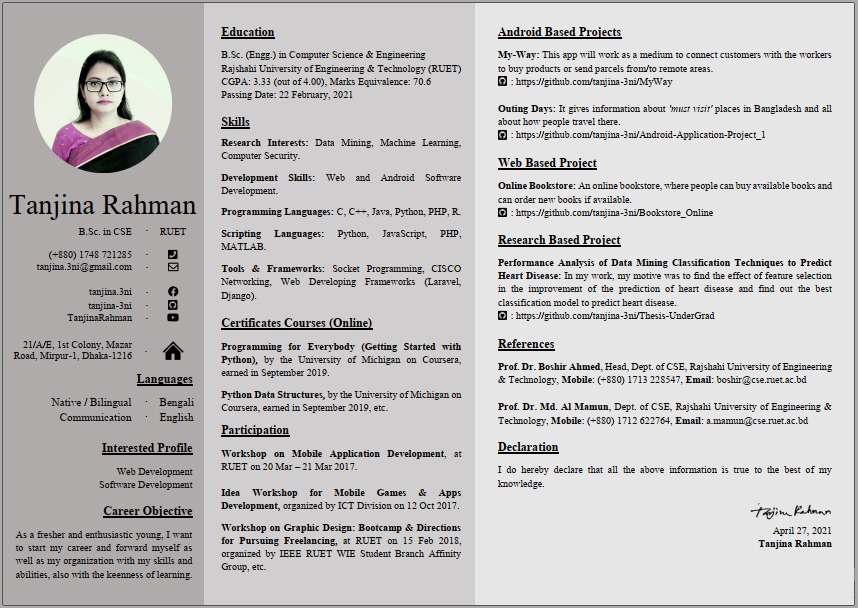 Tanjina Rahman
B.Sc. in CSE · RUET
(+880) 1748 721285 ·
tanjina.3ni@gmail.com ·
tanjina.3ni ·
tanjina-3ni ·
TanjinaRahman ·
21/A/E, 1st Colony, Mazar
Road, Mirpur-1, Dhaka-1216 ·
Languages
Native / Bilingual · Bengali
Communication · English
Interested Profile
Web Development
Software Development
Career Objective
As a fresher and enthusiastic young, I want
to start my career and forward myself as
well as my organization with my skills and
abilities, also with the keenness of learning.
Education
B.Sc. (Engg.) in Computer Science & Engineering
Rajshahi University of Engineering & Technology (RUET)
CGPA: 3.33 (out of 4.00), Marks Equivalence: 70.6
Passing Date: 22 February, 2021
Skills
Research Interests: Data Mining, Machine Learning,
Computer Security.
Development Skills: Web and Android Software
Development.
Programming Languages: C, C++, Java, Python, PHP, R.
Scripting Languages: Python, JavaScript, PHP,
MATLAB.
Tools & Frameworks: Socket Programming, CISCO
Networking, Web Developing Frameworks (Laravel,
Django).
Certificates Courses (Online)
Programming for Everybody (Getting Started with
Python), by the University of Michigan on Coursera,
earned in September 2019.
Python Data Structures, by the University of Michigan on
Coursera, earned in September 2019, etc.
Participation
Workshop on Mobile Application Development, at
RUET on 20 Mar – 21 Mar 2017.
Idea Workshop for Mobile Games & Apps
Development, organized by ICT Division on 12 Oct 2017.
Workshop on Graphic Design: Bootcamp & Directions
for Pursuing Freelancing, at RUET on 15 Feb 2018,
organized by IEEE RUET WIE Student Branch Affinity
Group, etc.
Android Based Projects
My-Way: This app will work as a medium to connect customers with the workers
to buy products or send parcels from/to remote areas.
: https://github.com/tanjina-3ni/MyWay
Outing Days: It gives information about 'must visit' places in Bangladesh and all
about how people travel there.
: https://github.com/tanjina-3ni/Android-Application-Project_1
Web Based Project
Online Bookstore: An online bookstore, where people can buy available books and
can order new books if available.
: https://github.com/tanjina-3ni/Bookstore_Online
Research Based Project
Performance Analysis of Data Mining Classification Techniques to Predict
Heart Disease: In my work, my motive was to find the effect of feature selection
in the improvement of the prediction of heart disease and find out the best
classification model to predict heart disease.
: https://github.com/tanjina-3ni/Thesis-UnderGrad
References
Prof. Dr. Boshir Ahmed, Head, Dept. of CSE, Rajshahi University of Engineering
& Technology, Mobile: (+880) 1713 228547, Email: boshir@cse.ruet.ac.bd
Prof. Dr. Md. Al Mamun, Dept. of CSE, Rajshahi University of Engineering &
Technology, Mobile: (+880) 1712 622764, Email: a.mamun@cse.ruet.ac.bd
Declaration
I do hereby declare that all the above information is true to the best of my
knowledge.
Tanjina Rahman
April 27, 2021
Tanjina Rahman